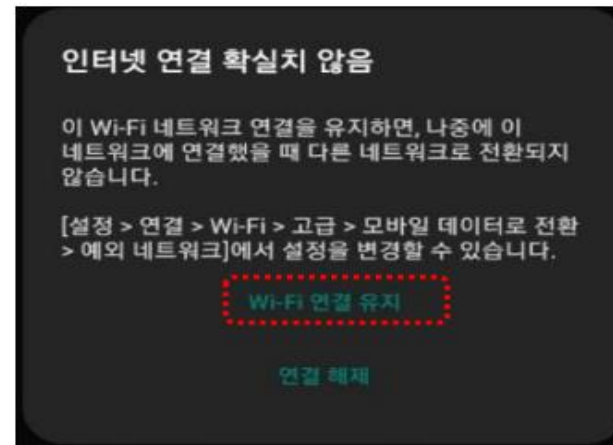 인터넷 연결 확실치 않음
이 Wi-Fi 네트워크 연결을 유지하면, 나중에 이
네트워크에 연결했을 때 다른 네트워크로 전환되지
않습니다.
[설정 > 연결 > Wi-Fi > 고급 > 모바일 데이터로 전환
> 예외 네트워크]에서 설정을 변경할 수 있습니다.
Wi-Fi 연결 유지
연결 해제